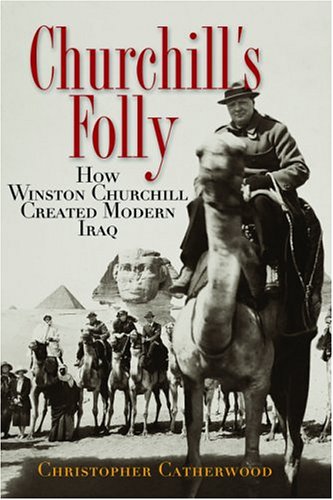 Churchill's
Folly
How
Winston Churchill
Created Modern
Iraq
Christopher Catherwood